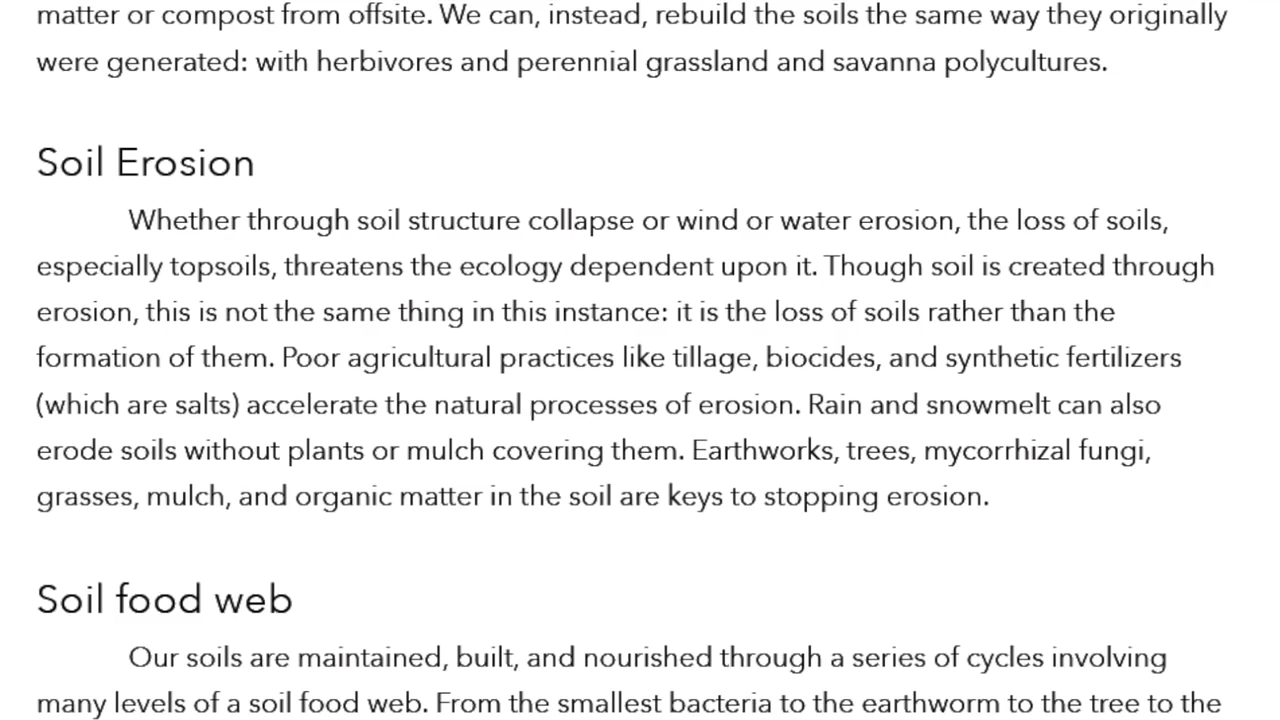 matter or compost from offsite. We can, instead, rebuild the soils the same way they originally
were generated: with herbivores and perennial grassland and savanna polycultures.
Soil Erosion
Whether through soil structure collapse or wind or water erosion, the loss of soils,
especially topsoils, threatens the ecology dependent upon it. Though soil is created through
erosion, this is not the same thing in this instance: it is the loss of soils rather than the
formation of them. Poor agricultural practices like tillage, biocides, and synthetic fertilizers
(which are salts) accelerate the natural processes of erosion. Rain and snowmelt can also
erode soils without plants or mulch covering them. Earthworks, trees, mycorrhizal fungi,
grasses, mulch, and organic matter in the soil are keys to stopping erosion.
Soil food web
Our soils are maintained, built, and nourished through a series of cycles involving
many levels of a soil food web. From the smallest bacteria to the earthworm to the tree to the